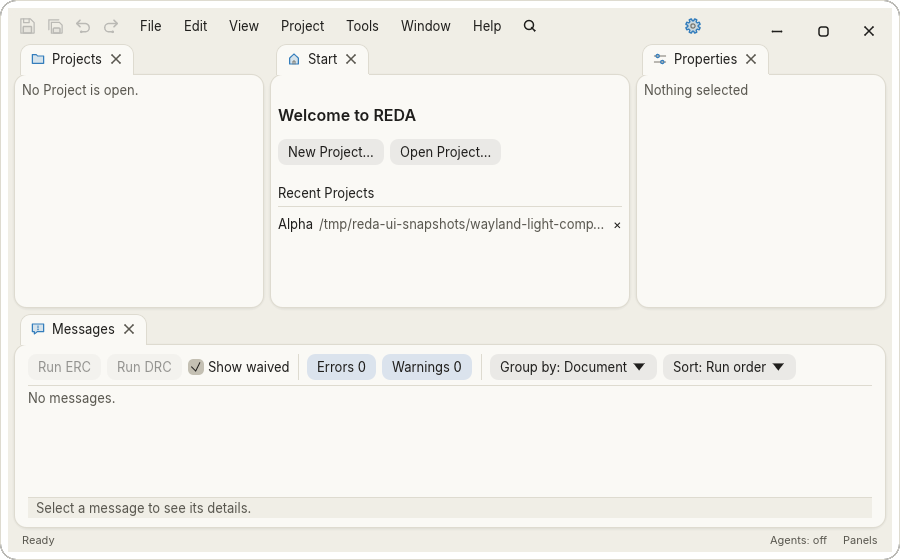 File Edit View Project Tools Window Help
Projects
Start
Properties
No Project is open.
Welcome to REDA
New Project... Open Project...
Recent Projects
Alpha /tmp/reda-ui-snapshots/wayland-light-comp...
Nothing selected
Messages
Run ERC Run DRC Show waived Errors 0 Warnings 0 Group by: Document Sort: Run order
No messages.
Select a message to see its details.
Ready Agents: off Panels